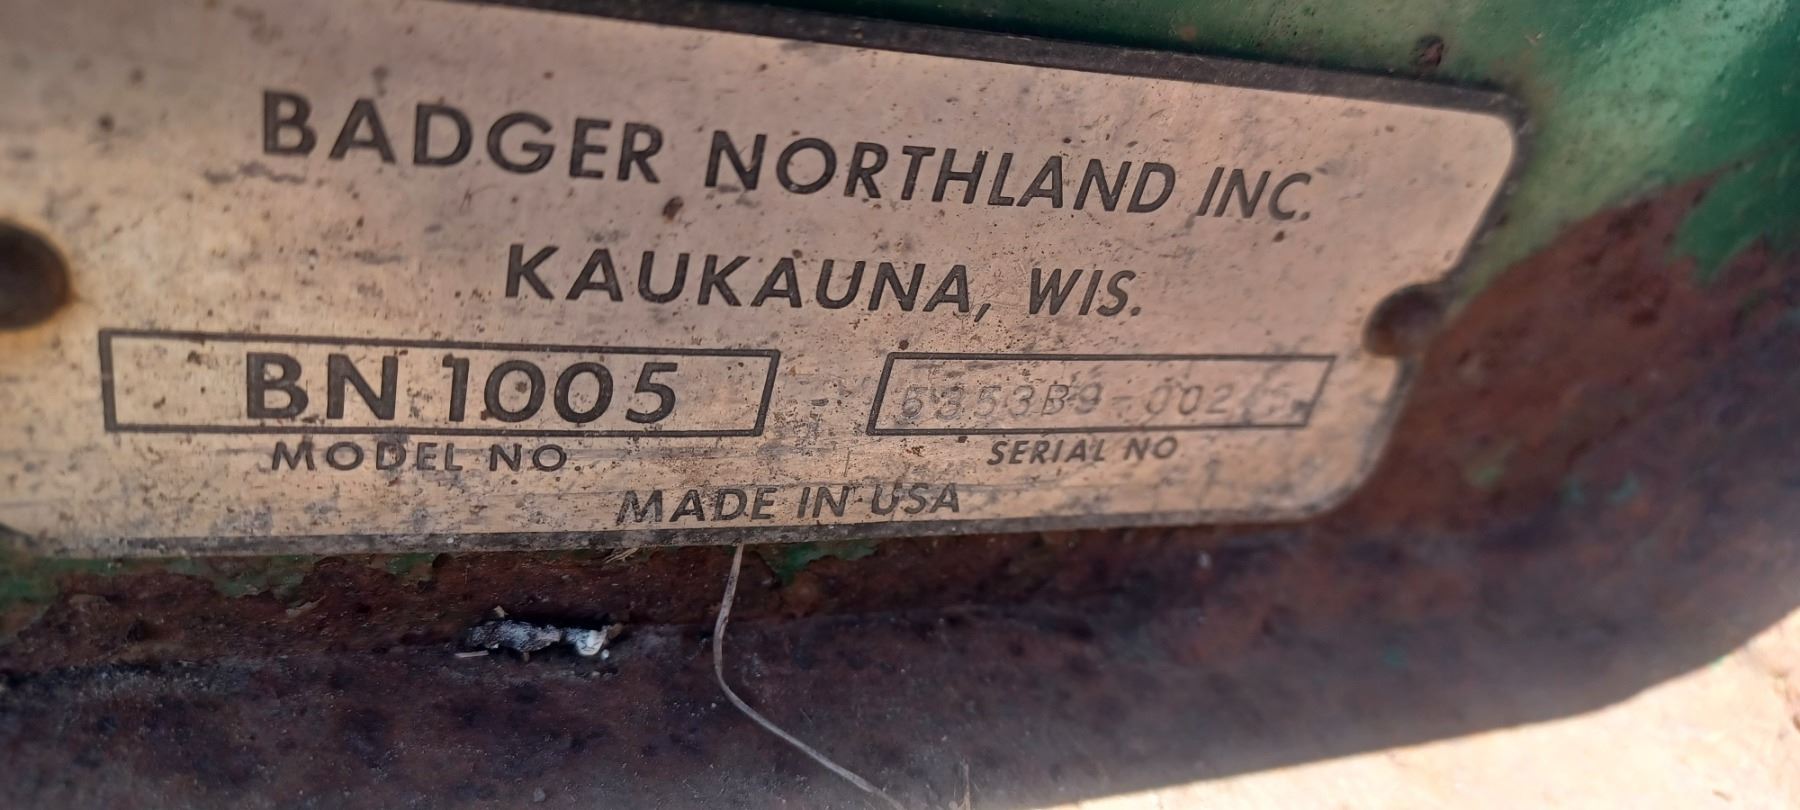 BADGER NORTHLAND INC.
KAUKAUNA, WIS.
BN 1005
MODEL NO.
SERIAL NO
MADE IN USA